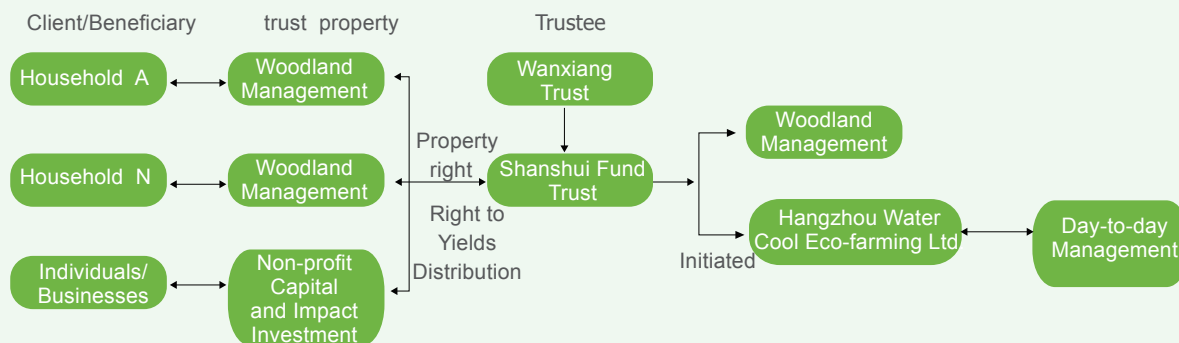 Client/Beneficiary
trust property
Trustee
Household A
Woodland
Management
Wanxiang
Trust
Woodland
Management
Property
right
Household N
Woodland
Management
Shanshui Fund
Trust
Right to
Yields
Distribution
Hangzhou Water
Cool Eco-farming Ltd
Day-to-day
Management
Initiated
Individuals/
Businesses
Non-profit
Capital
and Impact
Investment